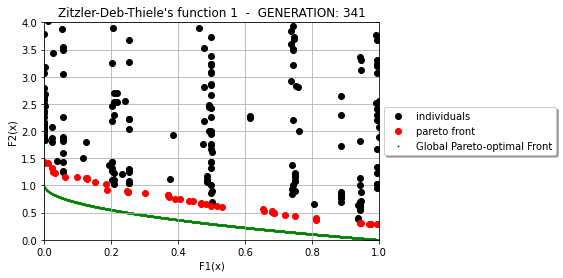 Zitzler-Deb-Thiele's function 1 - GENERATION: 341
4.0
3.5
3.0
2.5
2.0
1.5
1.0
0.5
0.0
F2(x)
0.0 0.2 0.4 0.6 0.8 1.0
F1(x)
individuals
pareto front
Global Pareto-optimal Front